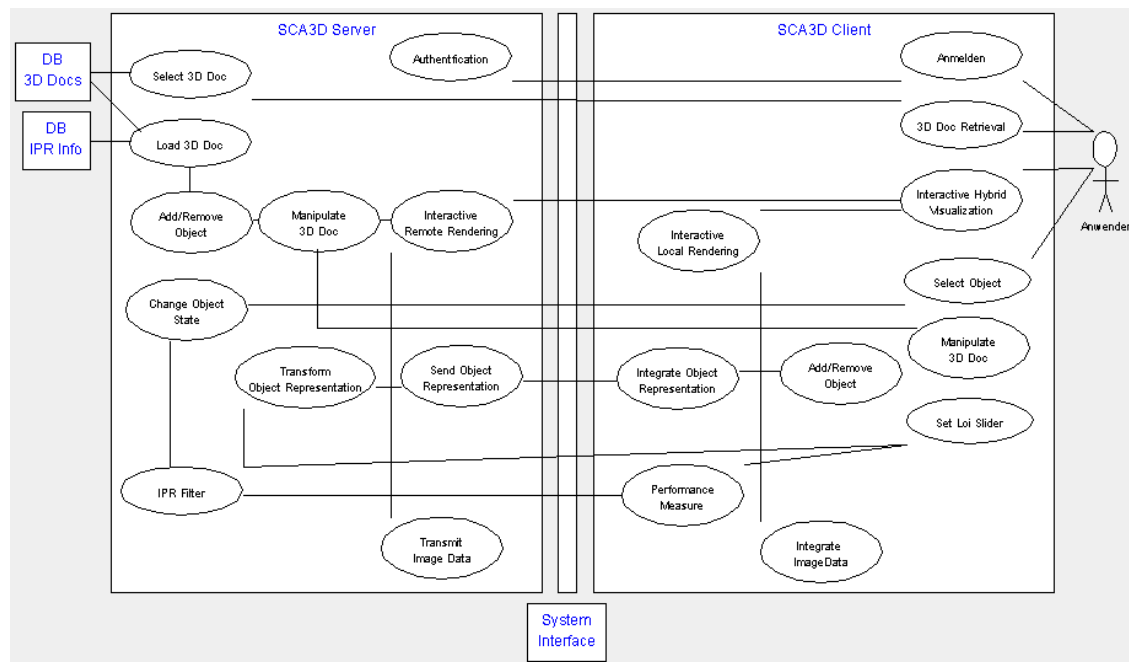 SCA3D Server
SCA3D Client
DB
3D Docs
Select 3D Doc
Authentfication
Anmelden
DB
IPR Info
Load 3D Doc
3D Doc Retrieval
Add/Remove
Object
Manipulate
3D Doc
Interactive
Remote Rendering
Interactive
Local Rendering
Interactive Hybrid
Visualization
Anwender
Change Object
State
Select Object
Transform
Object Representation
Send Object
Representation
Integrate Object
Representation
Add/Remove
Object
Manipulate
3D Doc
Set Loi Slider
IPR Filter
Performance
Measure
Transmit
Image Data
Integrate
ImageData
System
Interface